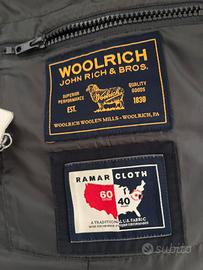 WOOLRICH
JOHN RICH & BROS.
SUPERIOR PERFORMANCE
QUALITY GOODS
Woolrich
EST.
1830
WOOLRICH WOOLEN MILLS - WOOLRICH, PA
RAMAR CLOTH
60
40
A TRADITIONAL U.S. FABRIC
subito